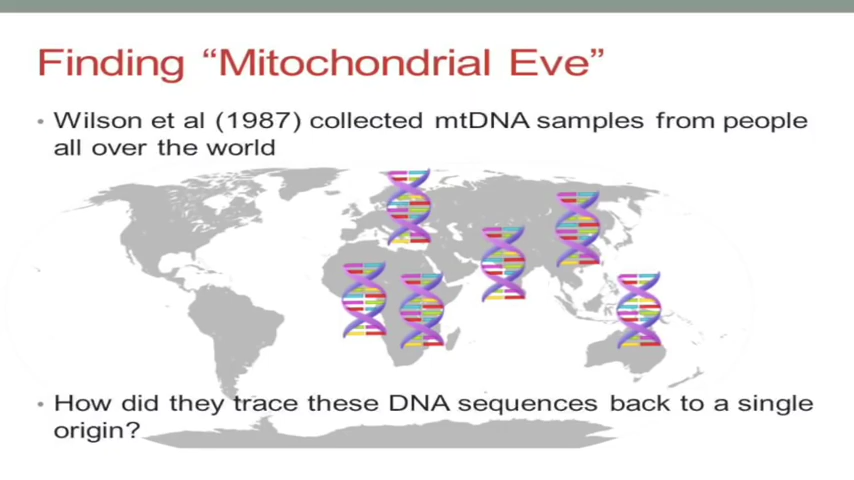 Finding “Mitochondrial Eve”
• Wilson et al (1987) collected mtDNA samples from people
all over the world
• How did they trace these DNA sequences back to a single
origin?